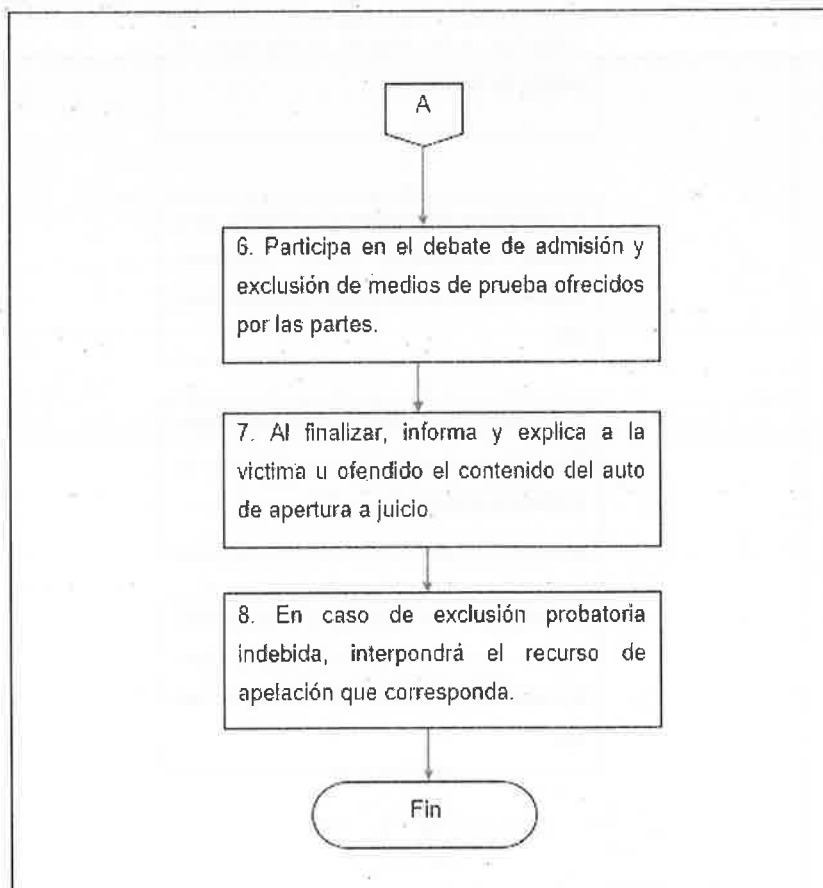 A
6. Participa en el debate de admisión y
exclusión de medios de prueba ofrecidos
por las partes.
7. Al finalizar, informa y explica a la
victima u ofendido el contenido del auto
de apertura a juicio.
8. En caso de exclusión probatoria
indebida, interpondrá el recurso de
apelación que corresponda.
Fin